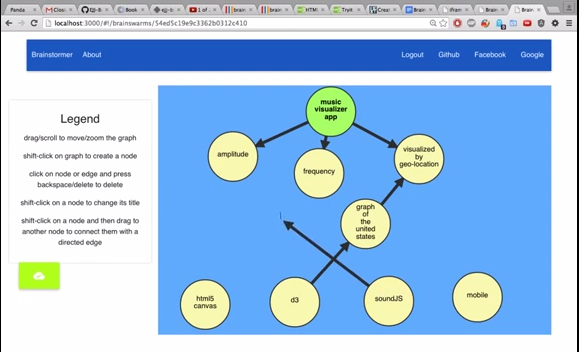 Panda
Gmail
Book
1 of
brain
brain
HTM
Tryit
Creat
Brain
iFram
Brain
Brain
localhost:3000/#!/brainswarms/54ed5c19e9c3362b0312c410
Brainstormer
About
Logout
Github
Facebook
Google
Legend
drag/scroll to move/zoom the graph
shift-click on graph to create a node
click on node or edge and press
backspace/delete to delete
shift-click on a node to change its title
shift-click on a node and then drag to
another node to connect them with a
directed edge
music
visualizer
app
amplitude
frequency
visualized
by
geo-location
graph
of the
united
states
html5
canvas
d3
soundJS
mobile